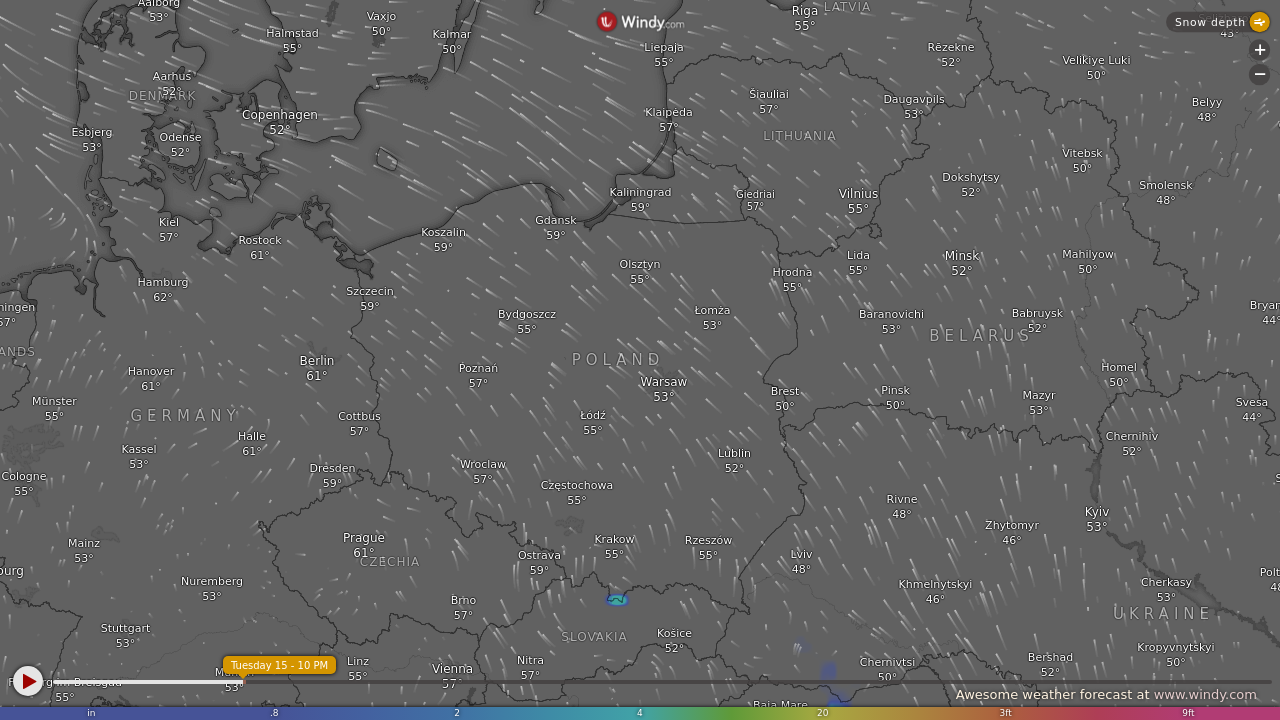 Aalborg
53°
Vaxjo
50°
Riga
55°
LATVIA
Windy.com
Snow depth
Halmstad
55°
Kalmar
50°
Liepaja
55°
Rēzekne
52°
43°
+
Velikiye Luki
50°
−
Aarhus
52°
DENMARK
Šiauliai
57°
Daugavpils
53°
Belyy
48°
Copenhagen
52°
Klaipėda
57°
Esbjerg
53°
Odense
52°
LITHUANIA
Vitebsk
50°
Dokshytsy
52°
Smolensk
48°
Kaliningrad
59°
Giedriai
57°
Vilnius
55°
Kiel
57°
Gdansk
59°
Koszalin
59°
Rostock
61°
Lida
55°
Minsk
52°
Mahilyow
50°
Olsztyn
55°
Hrodna
55°
Hamburg
62°
Szczecin
59°
57°
Bydgoszcz
55°
Łomża
53°
Baranovichi
53°
Babruysk
52°
44°
BELARUS
ANDS
POLAND
Berlin
61°
Hanover
61°
Poznań
57°
Warsaw
53°
Homel
50°
Brest
50°
Pinsk
50°
Mazyr
53°
Münster
55°
Svesa
44°
GERMANY
Cottbus
57°
Łódź
55°
Halle
61°
Chernihiv
52°
Kassel
53°
Lublin
52°
Dresden
59°
Wroclaw
57°
Cologne
55°
Częstochowa
55°
Rivne
48°
Kyiv
53°
Zhytomyr
46°
Mainz
53°
Prague
61°
CZECHIA
Krakow
55°
Rzeszow
55°
Ostrava
59°
Lviv
48°
Nuremberg
53°
Khmelnytskyi
46°
Cherkasy
53°
Brno
57°
UKRAINE
Stuttgart
53°
SLOVAKIA
Košice
52°
Kropyvnytskyi
50°
Tuesday 15 - 10 PM
Linz
55°
Vienna
57°
Nitra
57°
Chernivtsi
50°
Bershad
52°
53°
55°
Awesome weather forecast at www.windy.com
Baia Mare
in .8 2 4 20 3ft 9ft